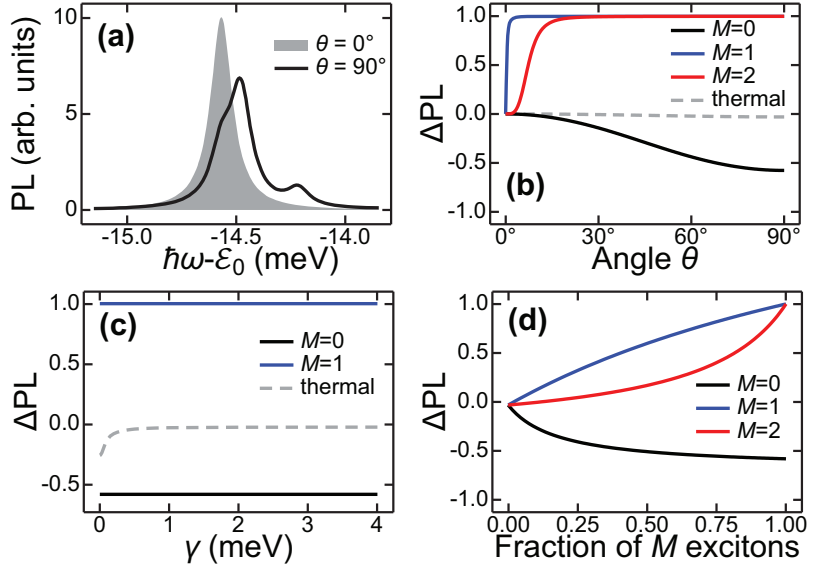 (a)
θ = 0°
θ = 90°
PL (arb. units)
10
5
0
-15.0
-14.5
-14.0
ħω-ℰ₀ (meV)
(b)
M=0
M=1
M=2
thermal
ΔPL
1.0
0.5
0.0
-0.5
-1.0
0°
30°
60°
90°
Angle θ
(c)
M=0
M=1
thermal
ΔPL
1.0
0.5
0.0
-0.5
0
1
2
3
4
γ (meV)
(d)
M=0
M=1
M=2
ΔPL
1.0
0.5
0.0
-0.5
-1.0
0.00
0.25
0.50
0.75
1.00
Fraction of M excitons